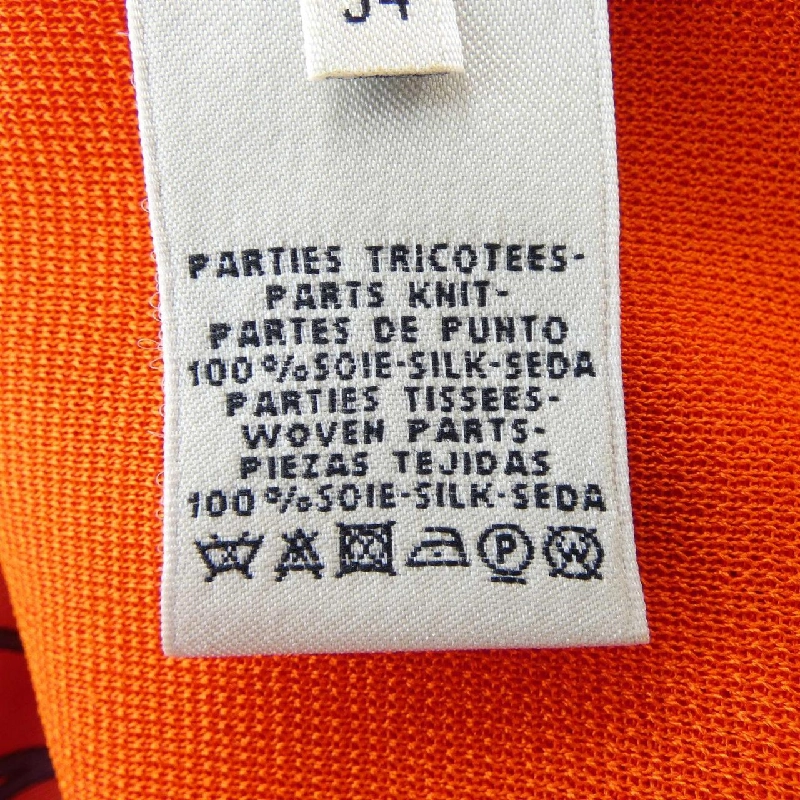 34
PARTIES TRICOTEES-
PARTS KNIT-
PARTES DE PUNTO
100%SOIE-SILK-SEDA
PARTIES TISSEES-
WOVEN PARTS-
PIEZAS TEJIDAS
100%SOIE-SILK-SEDA
P W